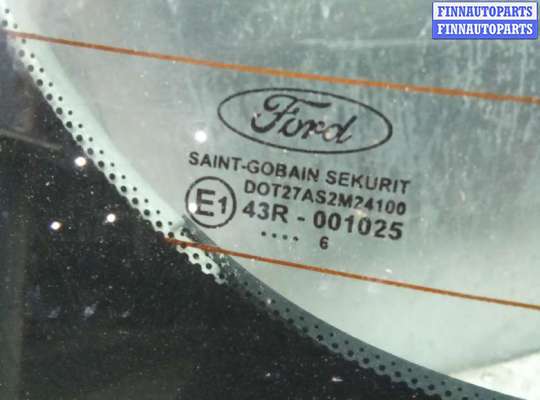 FINNAUTOPARTS
FINNAUTOPARTS
Ford
SAINT-GOBAIN SEKURIT
DOT27AS2M24100
E1 43R - 001025
.... 6